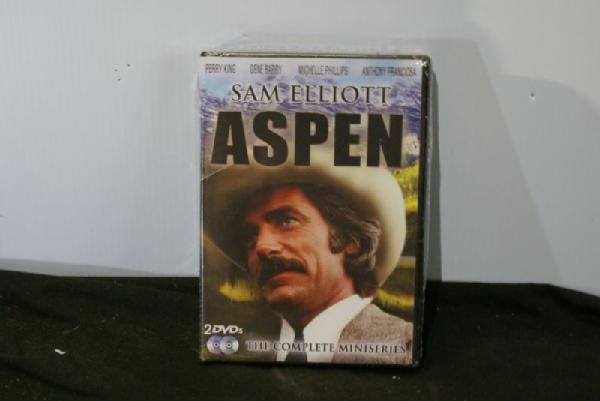 PERRY KING GENE BARRY MICHELLE PHILLIPS ANTHONY FRANCIOSA
SAM ELLIOTT
ASPEN
2 DVDs
THE COMPLETE MINISERIES